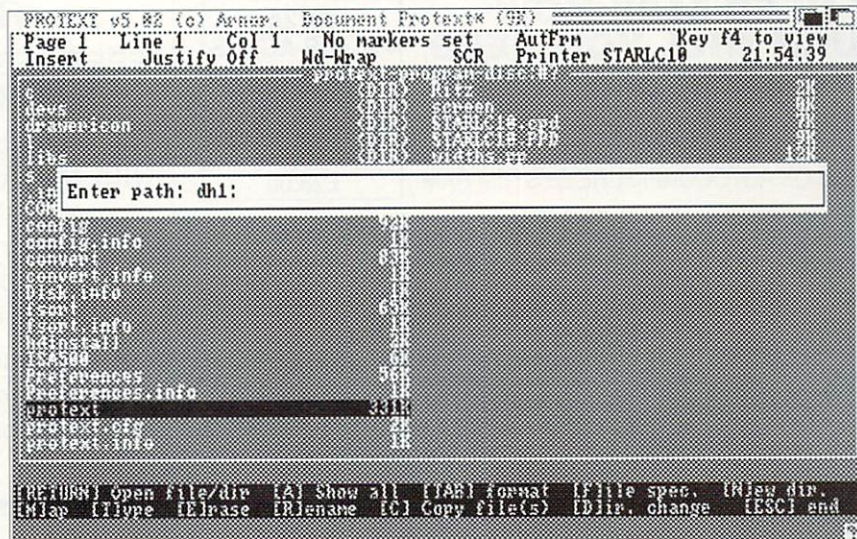 PROTEXT v5.02 (c) Arnor. Document Protext* (9K)
Page 1 Line 1 Col 1 No markers set AutFrm Key f4 to view
Insert Justify Off Wd-Wrap SCR Printer STARLC10 21:54:39
protext-program-disc:#?
c {DIR} Ritz 2K
devs {DIR} screen 0K
drawericon {DIR} STARLC10.cpd 7K
l {DIR} STARLC10.PPD 9K
libs {DIR} widths.pp 12K
s
Enter path: dh1:
config 92K
config.info 1K
convert 83K
convert.info 1K
Disk.info 1K
fsort 65K
fsort.info 1K
hdinstall 2K
ISA500 6K
Preferences 56K
Preferences.info 1K
protext 331K
protext.cfg 2K
protext.info 1K
[RETURN] Open file/dir [A] Show all [TAB] format [F]ile spec. [N]ew dir.
[M]ap [T]ype [E]rase [R]ename [C] Copy file(s) [D]ir. change [ESC] end